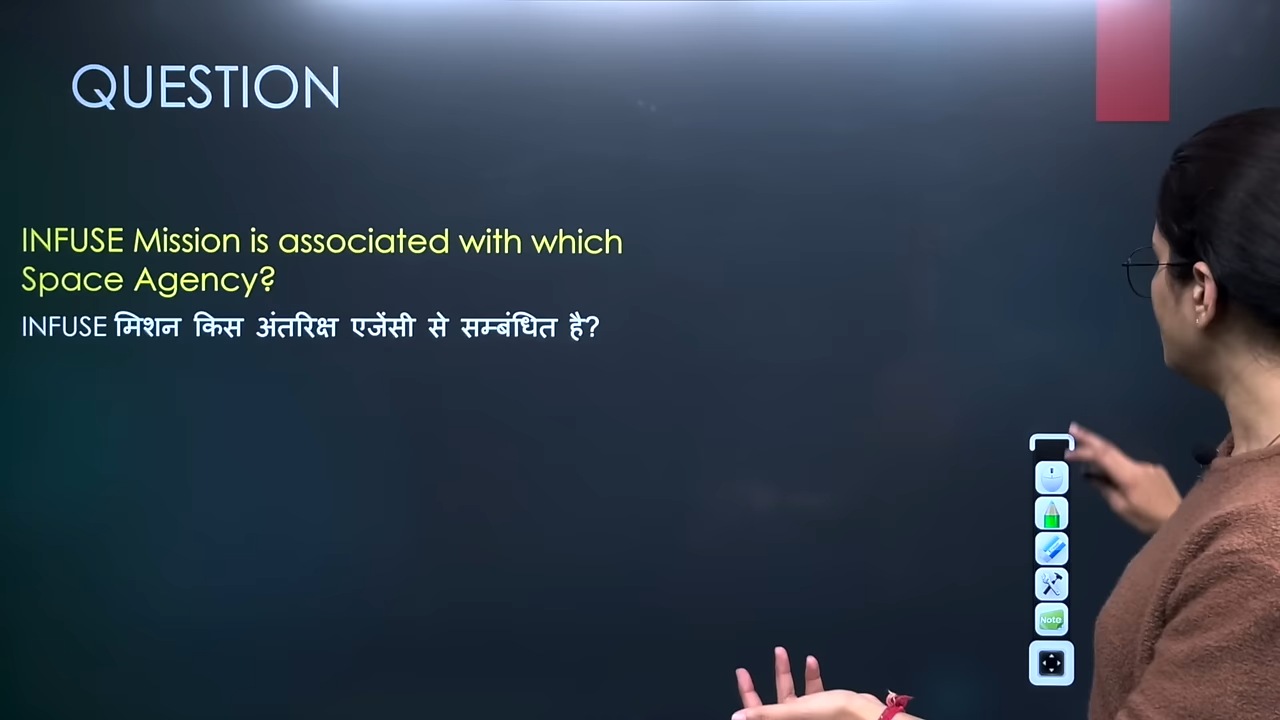 QUESTION
INFUSE Mission is associated with which
Space Agency?
INFUSE मिशन किस अंतरिक्ष एजेंसी से सम्बंधित है?
Note